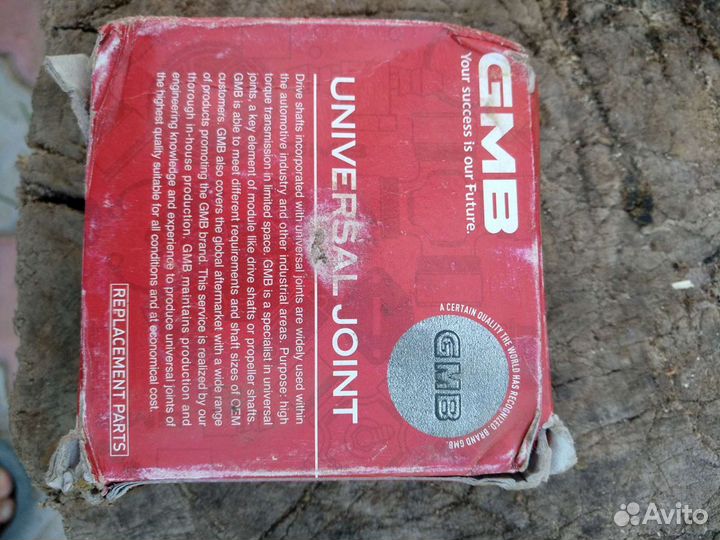 GMB
Your success is our Future.
UNIVERSAL JOINT
Drive shafts incorporated with universal joints are widely used within
the automotive industry and other industrial areas. Purpose: high
torque transmission in limited space. GMB is a specialist in universal
joints, a key element of module like drive shafts or propeller shafts.
GMB is able to meet different requirements and shaft sizes of OEM
customers. GMB also covers the global aftermarket with a wide range
of products promoting the GMB brand. This service is realized by our
thorough in-house production. GMB maintains production and
engineering knowledge and experience to produce universal joints of
the highest quality suitable for all conditions and at economical cost.
REPLACEMENT PARTS
A CERTAIN QUALITY THE WORLD HAS RECOGNIZED. BRAND GMB
GMB
Avito